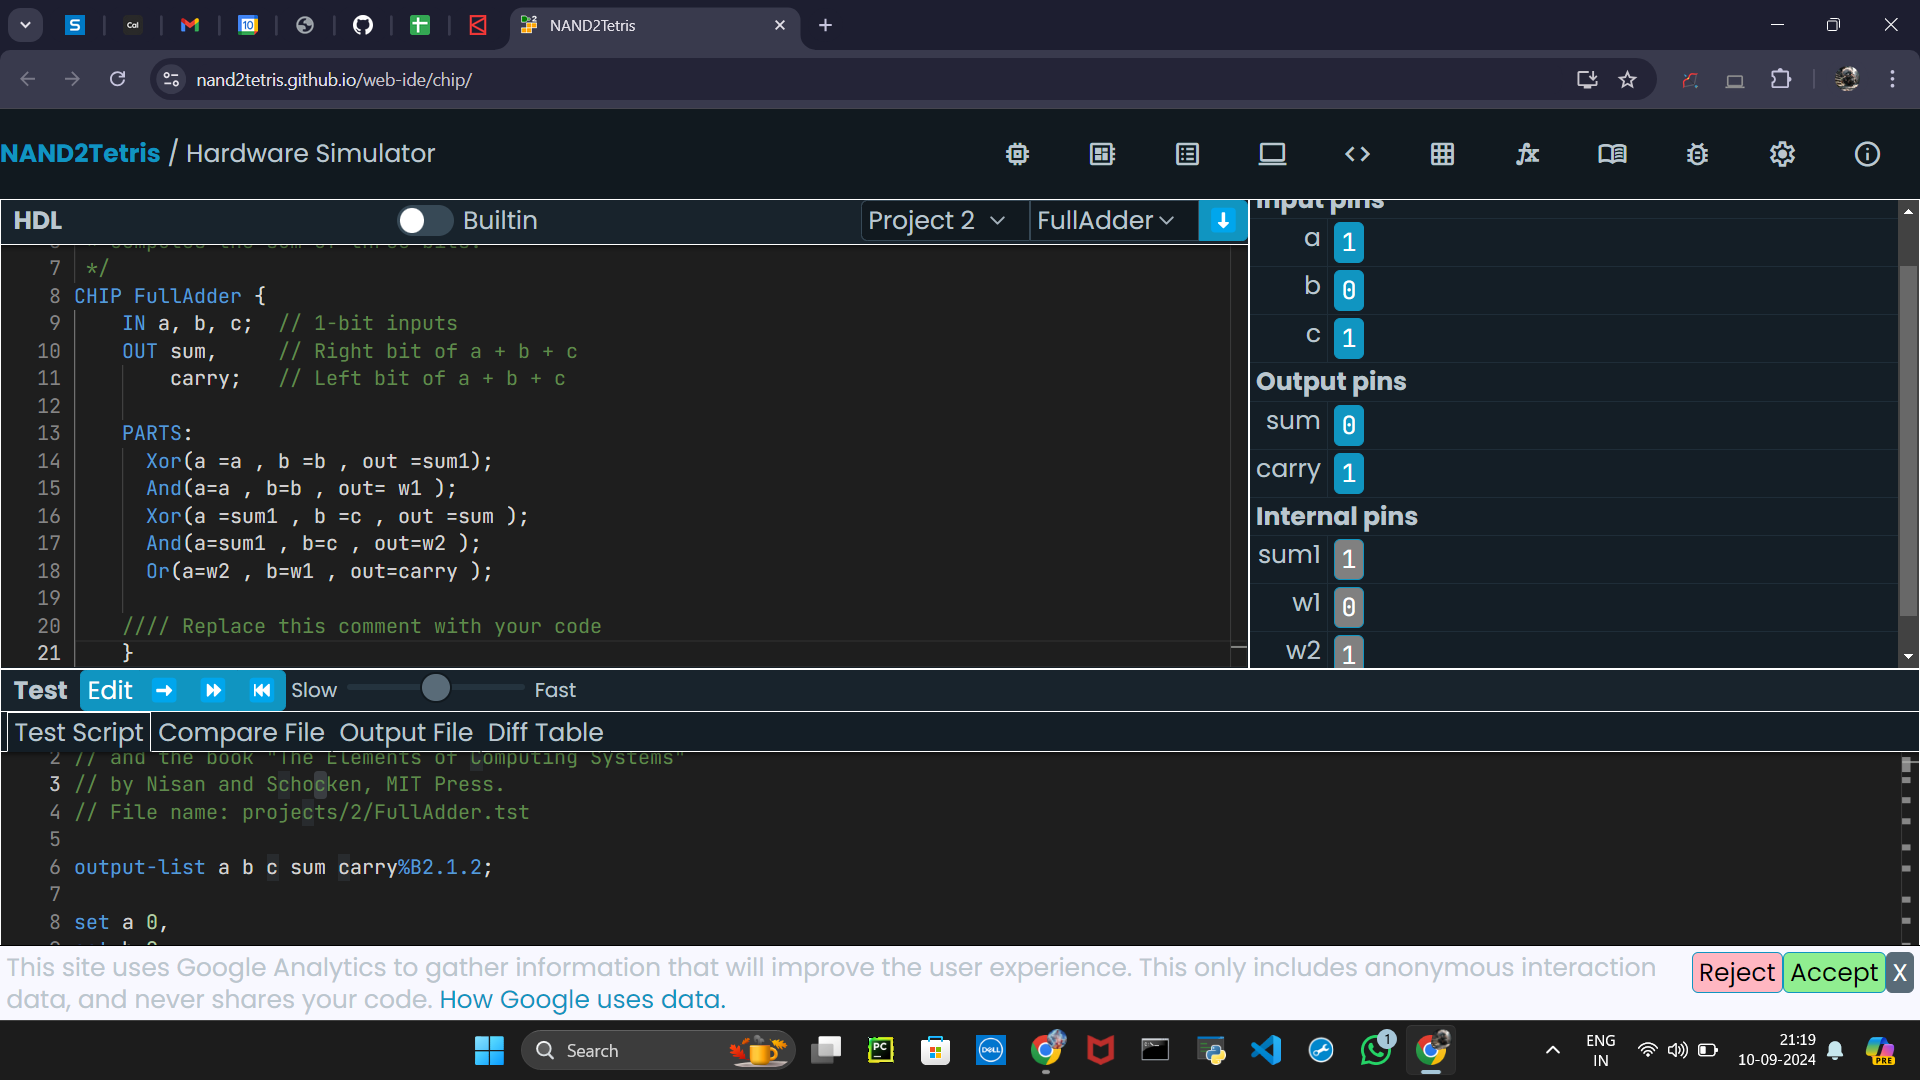 S
Cal
10
NAND2Tetris
nand2tetris.github.io/web-ide/chip/
NAND2Tetris / Hardware Simulator
HDL
Builtin
Project 2
FullAdder
* Computes the sum of three bits.
7 */
8 CHIP FullAdder {
9 IN a, b, c;  // 1-bit inputs
10 OUT sum,     // Right bit of a + b + c
11 carry;   // Left bit of a + b + c
12
13 PARTS:
14 Xor(a =a , b =b , out =sum1);
15 And(a=a , b=b , out= w1 );
16 Xor(a =sum1 , b =c , out =sum );
17 And(a=sum1 , b=c , out=w2 );
18 Or(a=w2 , b=w1 , out=carry );
19
20 //// Replace this comment with your code
21 }
Input pins
a 1
b 0
c 1
Output pins
sum 0
carry 1
Internal pins
sum1 1
w1 0
w2 1
Test Edit Slow Fast
Test Script Compare File Output File Diff Table
2 // and the book "The Elements of Computing Systems"
3 // by Nisan and Schocken, MIT Press.
4 // File name: projects/2/FullAdder.tst
5
6 output-list a b c sum carry%B2.1.2;
7
8 set a 0,
This site uses Google Analytics to gather information that will improve the user experience. This only includes anonymous interaction
data, and never shares your code. How Google uses data.
Reject Accept X
Search
PC
DELL
1
ENG
IN
21:19
10-09-2024
PRE